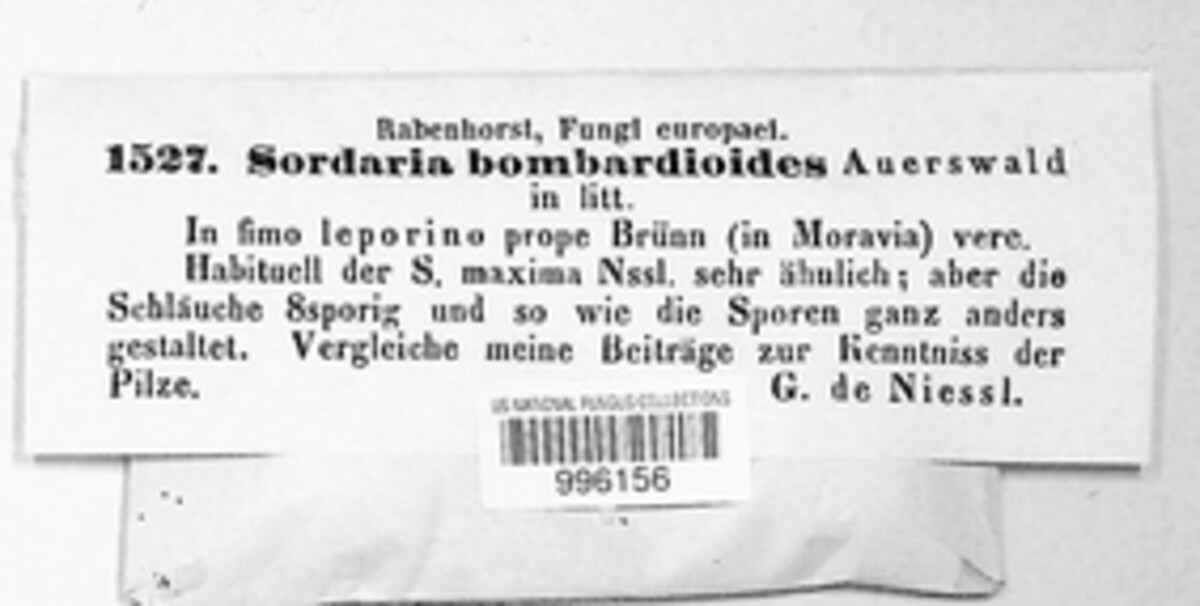 Rabenhorst, Fungi europaei.
1527. Sordaria bombardioides Auerswald
in litt.
In fimo leporino prope Brünn (in Moravia) vere.
Habituell der S. maxima Nssl. sehr ähnlich; aber die
Schläuche 8sporig und so wie die Sporen ganz anders
gestaltet. Vergleiche meine Beiträge zur Kenntniss der
Pilze. G. de Niessl.
US NATIONAL FUNGUS COLLECTIONS
996156